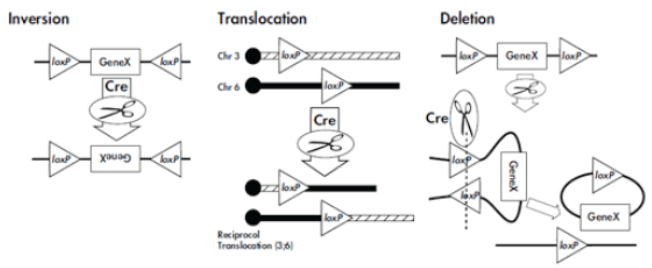 Inversion
loxP GeneX loxP
Cre
loxP GeneX loxP
Translocation
Chr 3 loxP
Chr 6 loxP
Cre
loxP
loxP
Reciprocol
Translocation (3;6)
Deletion
loxP GeneX loxP
Cre
loxP
GeneX
loxP
loxP
GeneX
loxP